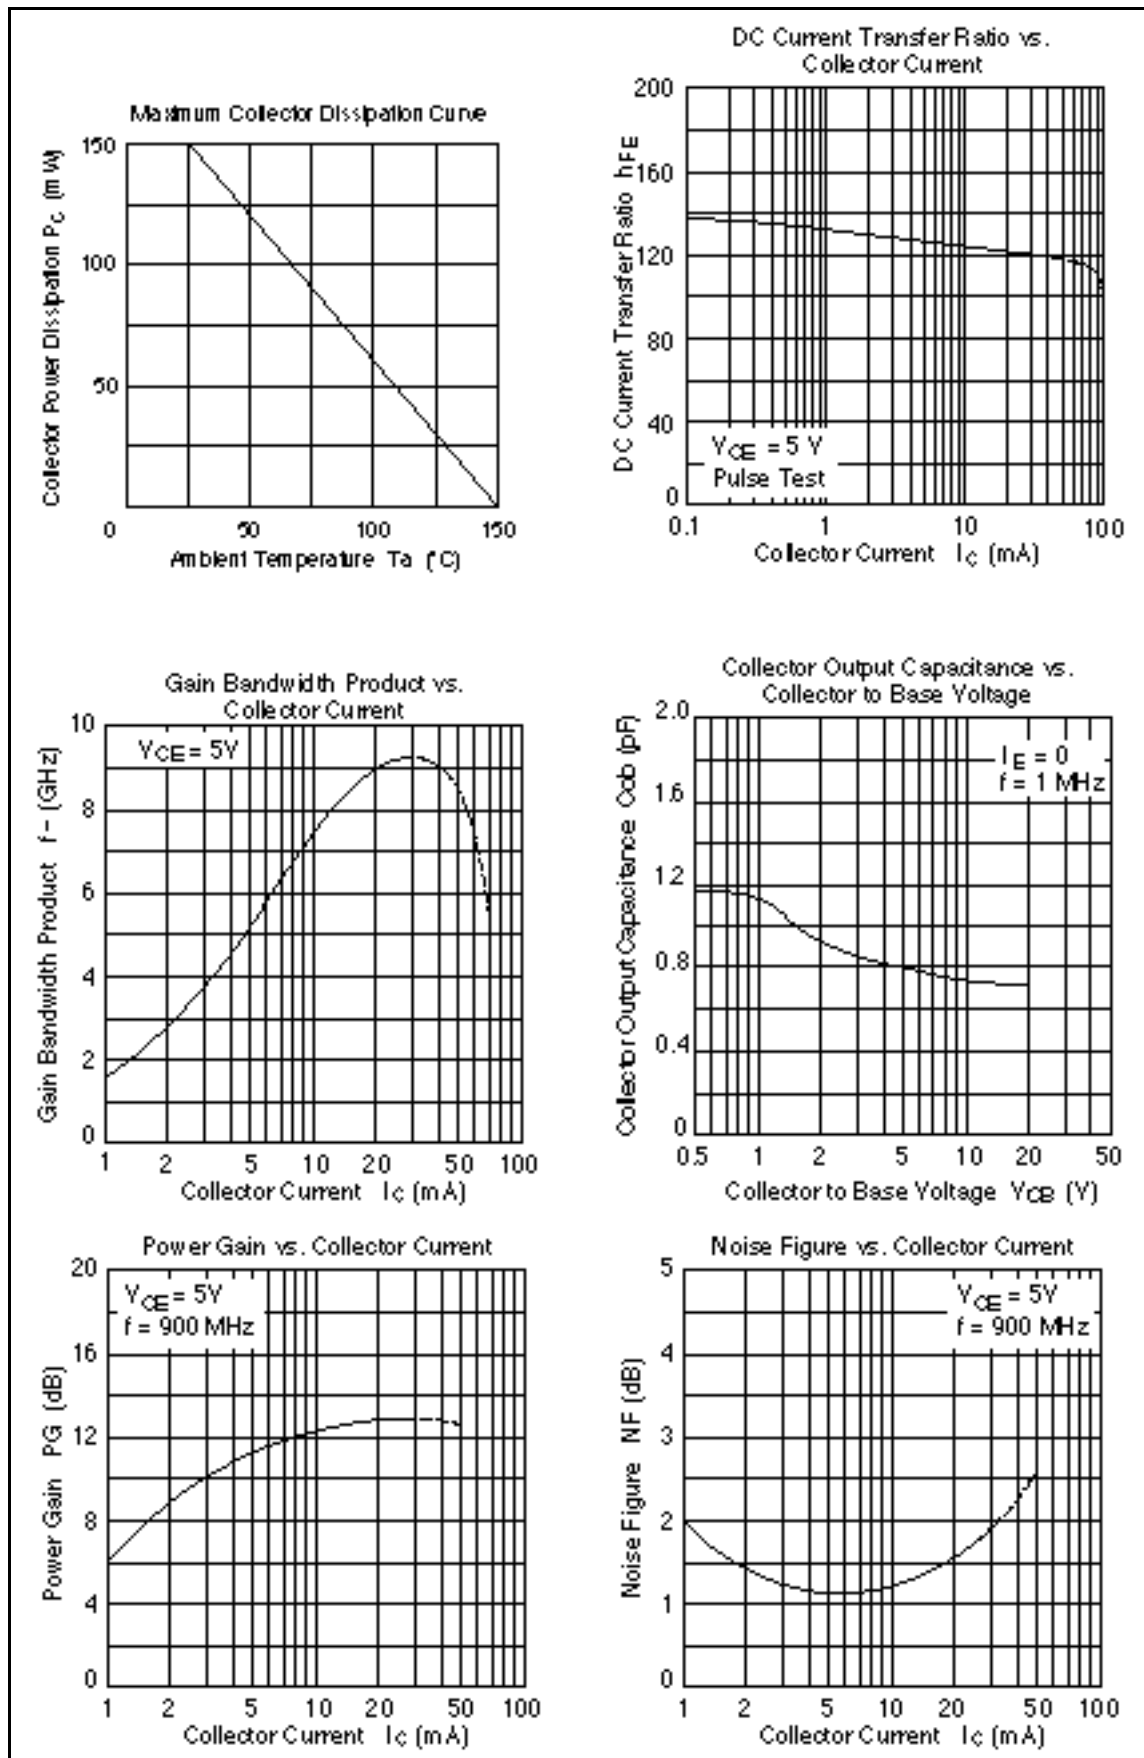 Maximum Collector Dissipation Curve
Collector Power Dissipation PC (mW)
150
100
50
0
50
100
150
Ambient Temperature Ta (°C)
DC Current Transfer Ratio vs.
Collector Current
DC Current Transfer Ratio hFE
200
160
120
80
40
0
VCE = 5 V
Pulse Test
0.1
1
10
100
Collector Current IC (mA)
Gain Bandwidth Product vs.
Collector Current
Gain Bandwidth Product fT (GHz)
10
8
6
4
2
0
VCE = 5V
1
2
5
10
20
50
100
Collector Current IC (mA)
Collector Output Capacitance vs.
Collector to Base Voltage
Collector Output Capacitance Cob (pF)
2.0
1.6
1.2
0.8
0.4
0
IE = 0
f = 1 MHz
0.5
1
2
5
10
20
50
Collector to Base Voltage VCB (V)
Power Gain vs. Collector Current
Power Gain PG (dB)
20
16
12
8
4
0
VCE = 5V
f = 900 MHz
1
2
5
10
20
50
100
Collector Current IC (mA)
Noise Figure vs. Collector Current
Noise Figure NF (dB)
5
4
3
2
1
0
VCE = 5V
f = 900 MHz
1
2
5
10
20
50
100
Collector Current IC (mA)